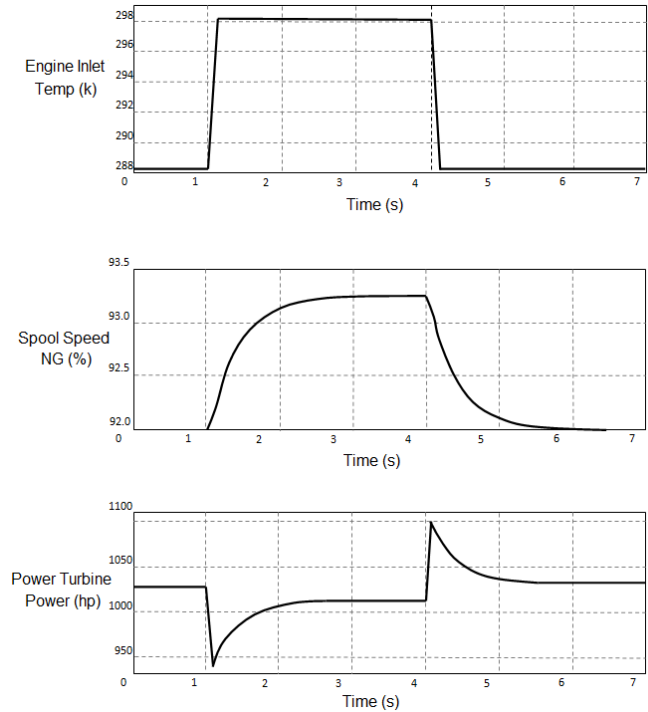 298
296
294
292
290
288
Engine Inlet
Temp (k)
0 1 2 3 4 5 6 7
Time (s)
93.5
93.0
92.5
92.0
Spool Speed
NG (%)
0 1 2 3 4 5 6 7
Time (s)
1100
1050
1000
950
Power Turbine
Power (hp)
0 1 2 3 4 5 6 7
Time (s)